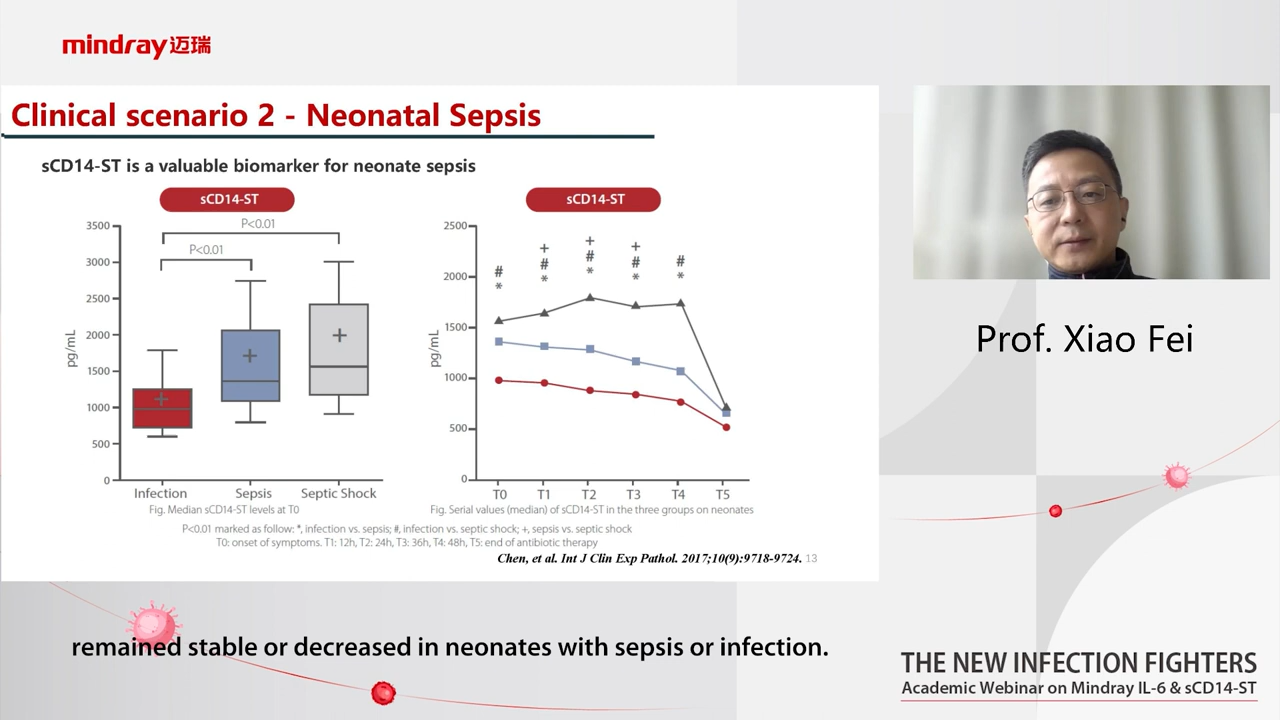 mindray迈瑞
Clinical scenario 2 - Neonatal Sepsis
sCD14-ST is a valuable biomarker for neonate sepsis
sCD14-ST
P<0.01
P<0.01
3500
3000
2500
2000
1500
1000
500
0
pg/mL
Infection
Sepsis
Septic Shock
Fig. Median sCD14-ST levels at T0
sCD14-ST
2500
2000
1500
1000
500
0
pg/mL
+ + +
# # # # #
* * * * *
T0
T1
T2
T3
T4
T5
Fig. Serial values (median) of sCD14-ST in the three groups on neonates
P<0.01 marked as follow: *, infection vs. sepsis; #, infection vs. septic shock; +, sepsis vs. septic shock
T0: onset of symptoms. T1: 12h, T2: 24h, T3: 36h, T4: 48h, T5: end of antibiotic therapy
Chen, et al. Int J Clin Exp Pathol. 2017;10(9):9718-9724. 13
Prof. Xiao Fei
remained stable or decreased in neonates with sepsis or infection.
THE NEW INFECTION FIGHTERS
Academic Webinar on Mindray IL-6 & sCD14-ST